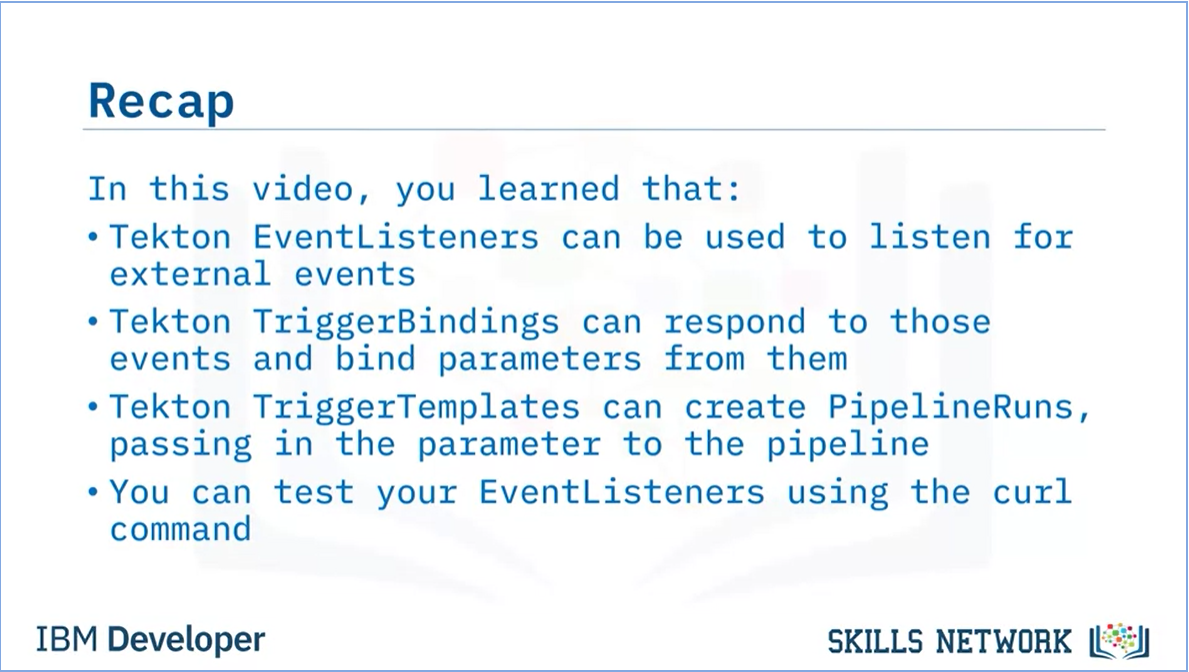 Recap
In this video, you learned that:
• Tekton EventListeners can be used to listen for
external events
• Tekton TriggerBindings can respond to those
events and bind parameters from them
• Tekton TriggerTemplates can create PipelineRuns,
passing in the parameter to the pipeline
• You can test your EventListeners using the curl
command
IBM Developer
SKILLS NETWORK